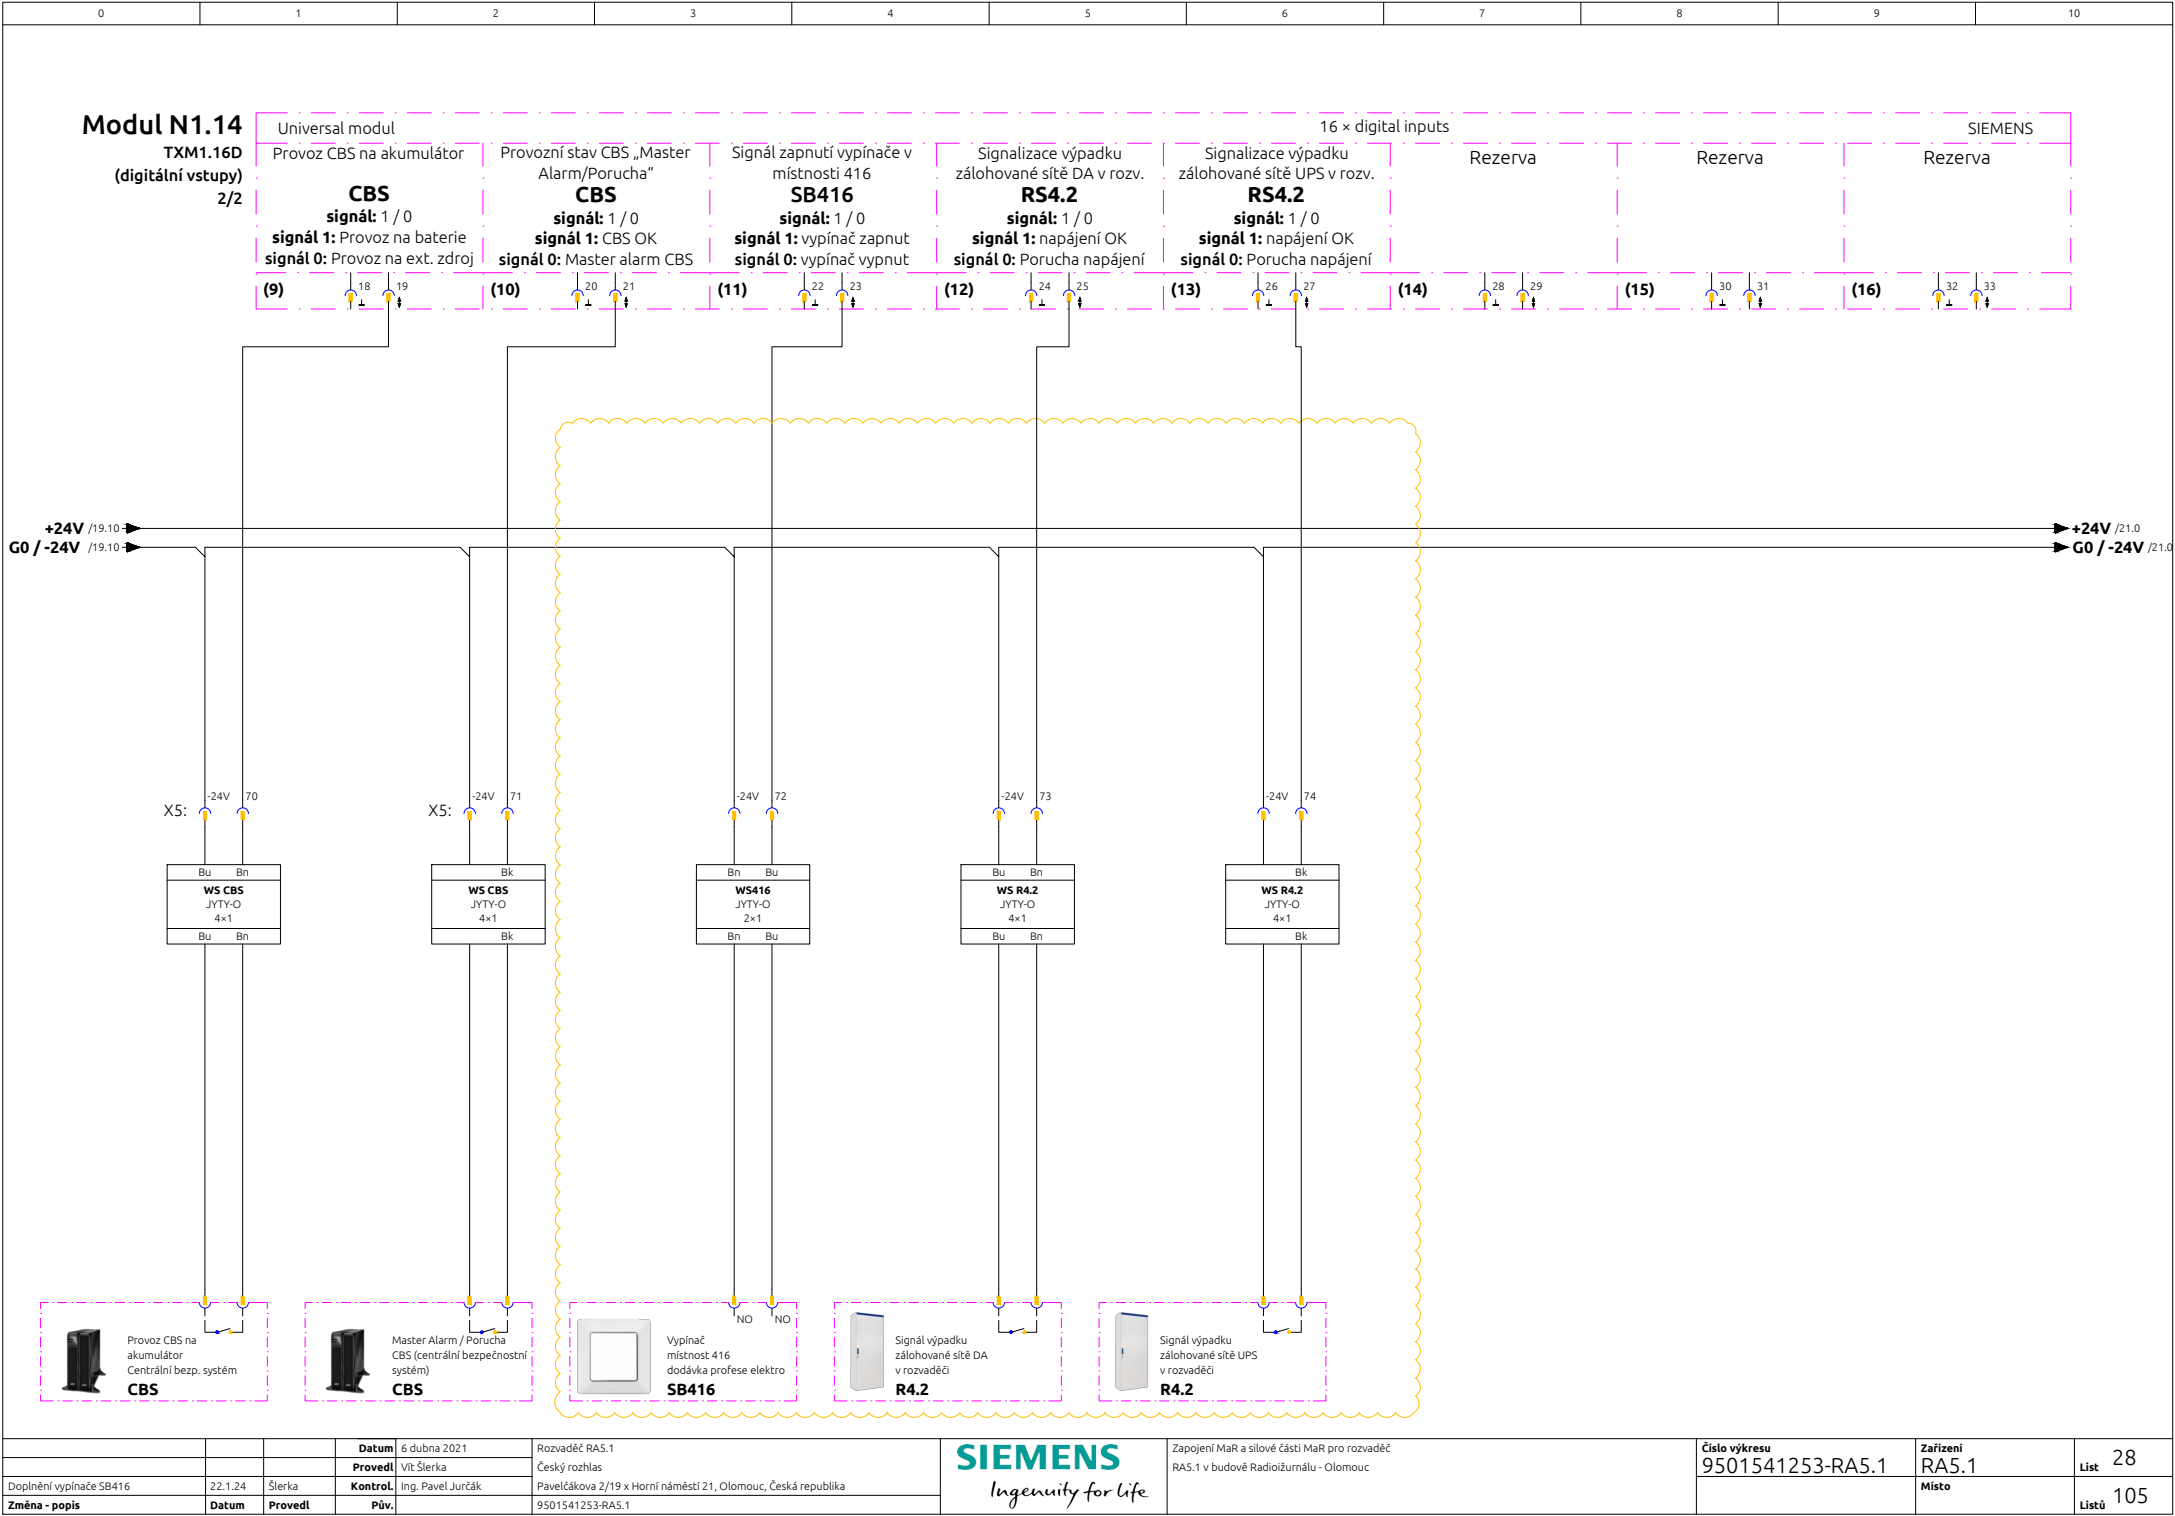 0 1 2 3 4 5 6 7 8 9 10
Modul N1.14
TXM1.16D
(digitální vstupy)
2/2
Universal modul 16 × digital inputs SIEMENS
Provoz CBS na akumulátor
CBS
signál: 1 / 0
signál 1: Provoz na baterie
signál 0: Provoz na ext. zdroj
Provozní stav CBS „Master
Alarm/Porucha“
CBS
signál: 1 / 0
signál 1: CBS OK
signál 0: Master alarm CBS
Signál zapnutí vypínače v
místnosti 416
SB416
signál: 1 / 0
signál 1: vypínač zapnut
signál 0: vypínač vypnut
Signalizace výpadku
zálohované sítě DA v rozv.
RS4.2
signál: 1 / 0
signál 1: napájení OK
signál 0: Porucha napájení
Signalizace výpadku
zálohované sítě UPS v rozv.
RS4.2
signál: 1 / 0
signál 1: napájení OK
signál 0: Porucha napájení
Rezerva
Rezerva
Rezerva
(9) 18 19 (10) 20 21 (11) 22 23 (12) 24 25 (13) 26 27 (14) 28 29 (15) 30 31 (16) 32 33
+24V /19.10 +24V /21.0
G0 / -24V /19.10 G0 / -24V /21.0
X5: -24V 70 X5: -24V 71 -24V 72 -24V 73 -24V 74
Bu Bn
WS CBS
JYTY-O
4×1
Bu Bn
Bk
WS CBS
JYTY-O
4×1
Bk
Bn Bu
WS416
JYTY-O
2×1
Bn Bu
Bu Bn
WS R4.2
JYTY-O
4×1
Bu Bn
Bk
WS R4.2
JYTY-O
4×1
Bk
Provoz CBS na
akumulátor
Centrální bezp. systém
CBS
Master Alarm / Porucha
CBS (centrální bezpečnostní
systém)
CBS
NO NO
Vypínač
místnost 416
dodávka profese elektro
SB416
Signál výpadku
zálohované sítě DA
v rozvaděči
R4.2
Signál výpadku
zálohované sítě UPS
v rozvaděči
R4.2
Datum 6 dubna 2021
Provedl Vít Šlerka
Doplnění vypínače SB416 22.1.24 Šlerka Kontrol. Ing. Pavel Jurčák
Změna - popis Datum Provedl Pův.
Rozvaděč RA5.1
Český rozhlas
Pavelčákova 2/19 x Horní náměstí 21, Olomouc, Česká republika
9501541253-RA5.1
SIEMENS
Ingenuity for life
Zapojení MaR a silové části MaR pro rozvaděč
RA5.1 v budově Radioižurnálu - Olomouc
Číslo výkresu
9501541253-RA5.1
Zařízení
RA5.1
Místo
List 28
Listů 105